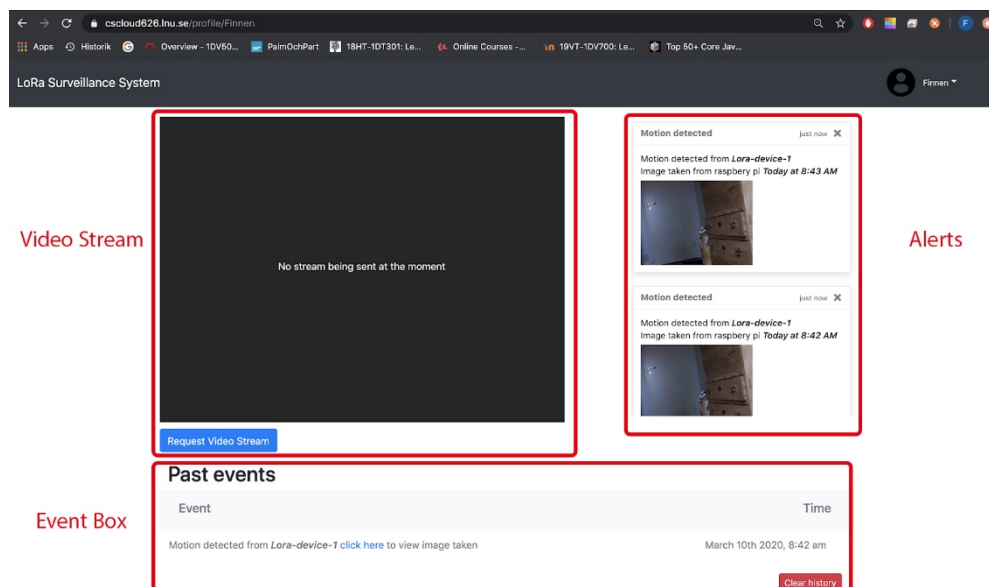 cscloud626.lnu.se/profile/Finnen
Apps Historik Overview - 1DV50... PalmOchPart 18HT-1DT301: Le... Online Courses -... 19VT-1DV700: Le... Top 50+ Core Jav...
LoRa Surveillance System
Finnen
Video Stream
No stream being sent at the moment
Request Video Stream
Motion detected just now
Motion detected from Lora-device-1
Image taken from raspbery pi Today at 8:43 AM
Motion detected just now
Motion detected from Lora-device-1
Image taken from raspbery pi Today at 8:42 AM
Alerts
Event Box
Past events
Event Time
Motion detected from Lora-device-1 click here to view image taken March 10th 2020, 8:42 am
Clear history